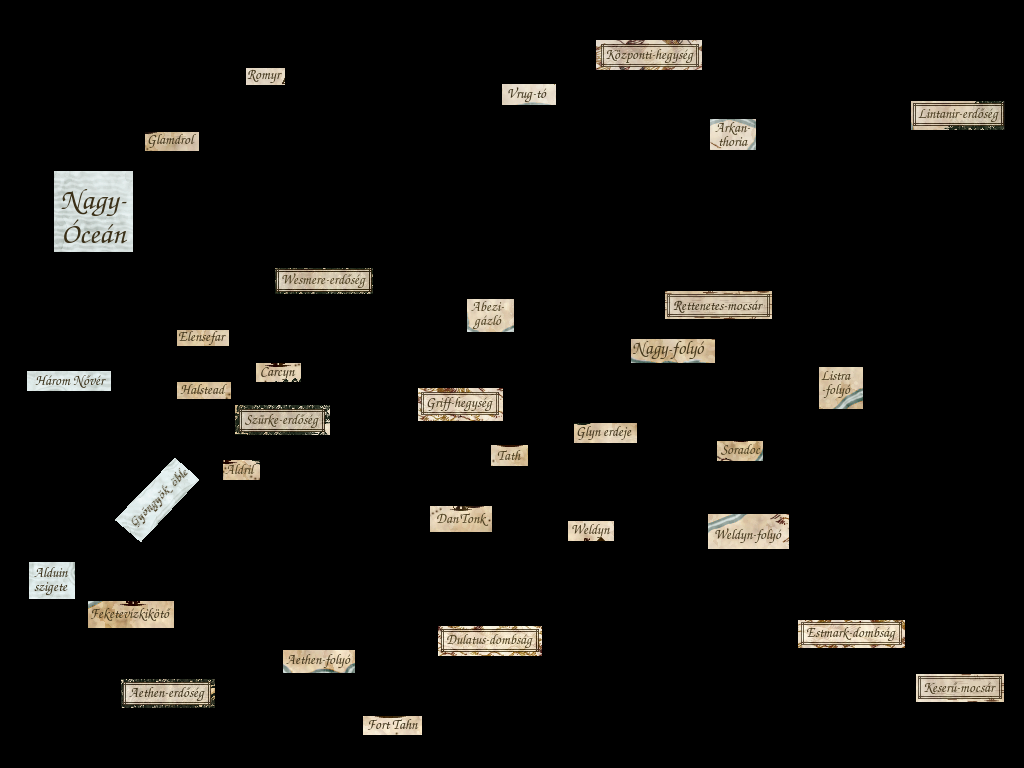 Központi-hegység
Romyr
Vrug-tó
Lintanir-erdőség
Arkan-
thoria
Glamdrol
Nagy-
Óceán
Wesmere-erdőség
Rettenetes-mocsár
Abezi-
gázló
Elensefar
Nagy-folyó
Carcyn
Három Nővér
Halstead
Listra
-folyó
Griff-hegység
Szürke-erdőség
Glyn erdeje
Soradoc
Tath
Aldril
Gyöngyök öble
DanTonk
Weldyn
Weldyn-folyó
Alduin
szigete
Feketevízkikötő
Dulatus-dombság
Estmark-dombság
Aethen-folyó
Aethen-erdőség
Keserű-mocsár
Fort Tahn